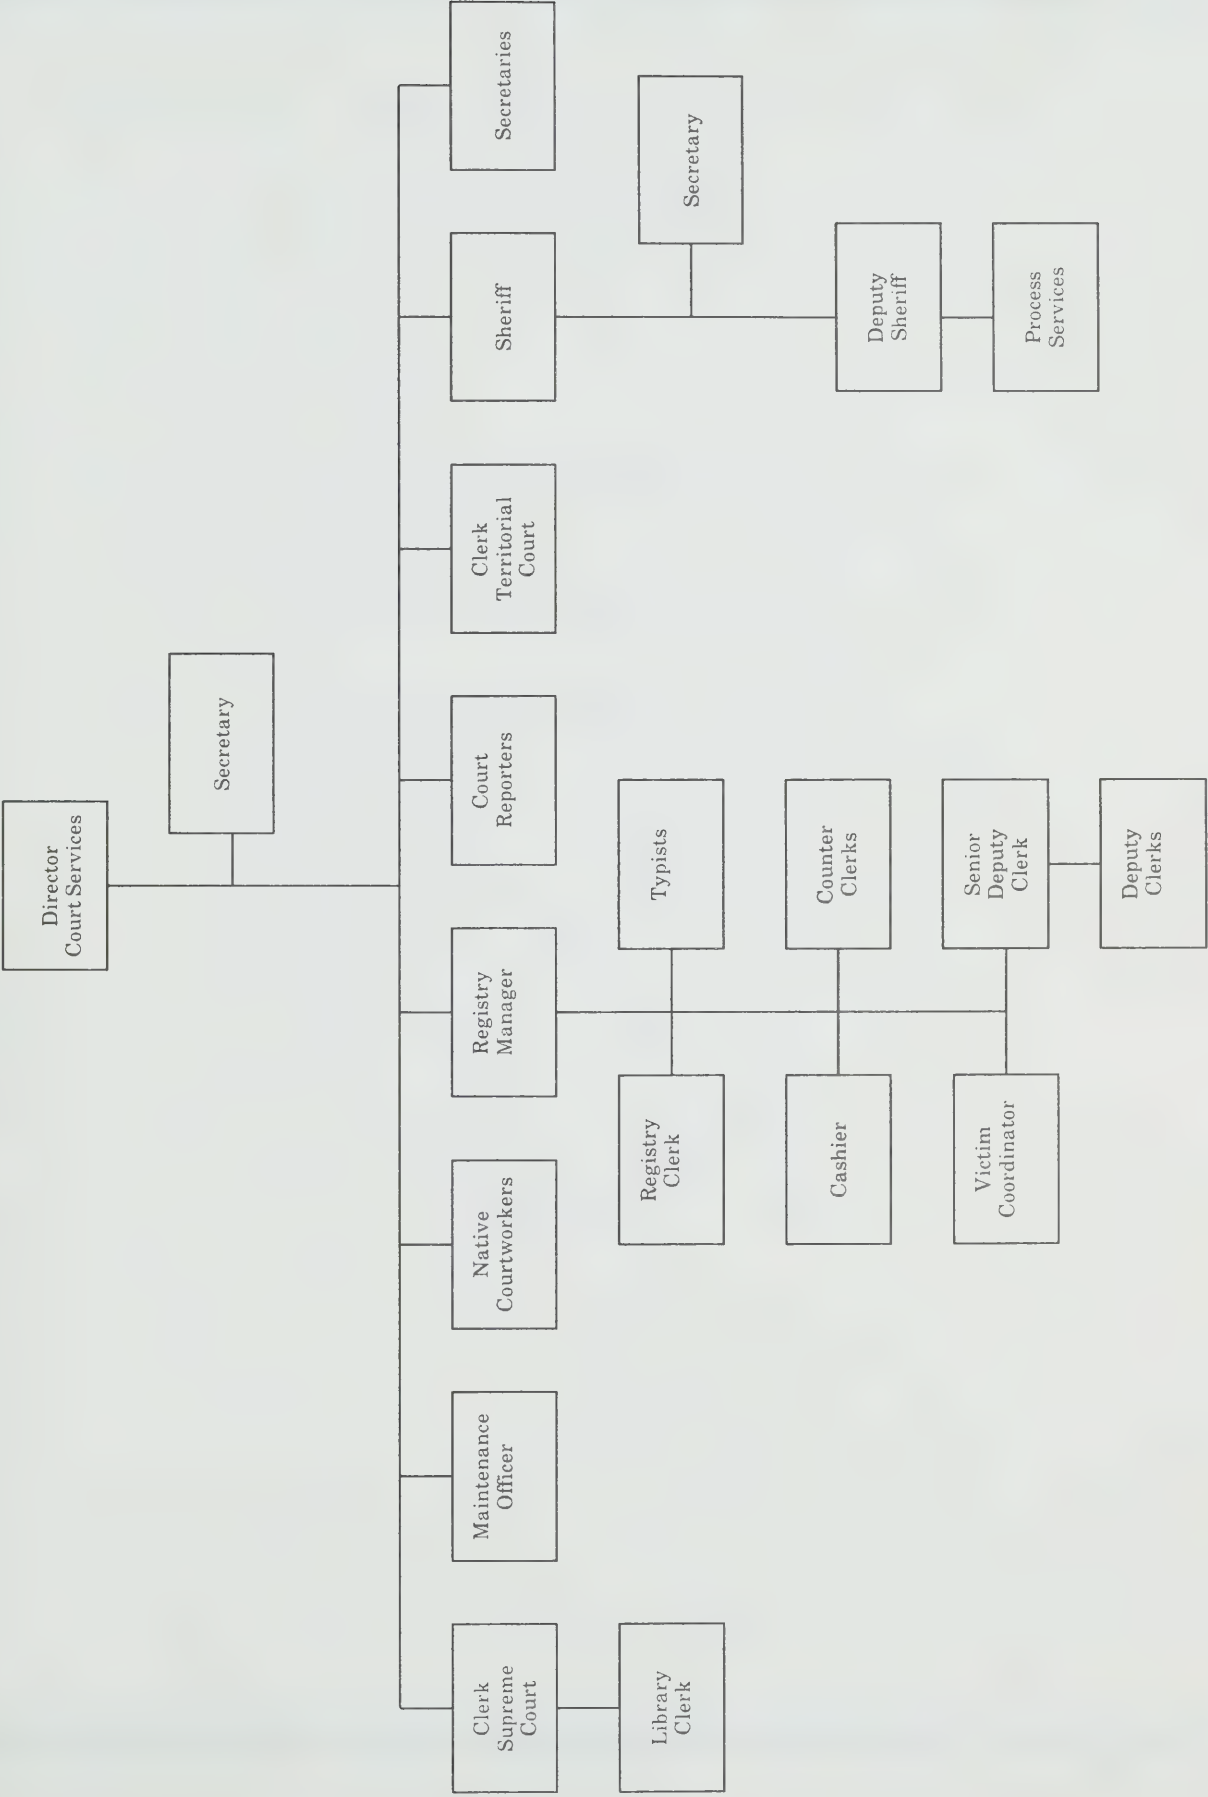 Director
Court Services
Secretary
Clerk
Supreme
Court
Maintenance
Officer
Native
Courtworkers
Registry
Manager
Court
Reporters
Clerk
Territorial
Court
Sheriff
Secretaries
Library
Clerk
Registry
Clerk
Typists
Secretary
Cashier
Counter
Clerks
Deputy
Sheriff
Victim
Coordinator
Senior
Deputy
Clerk
Process
Services
Deputy
Clerks